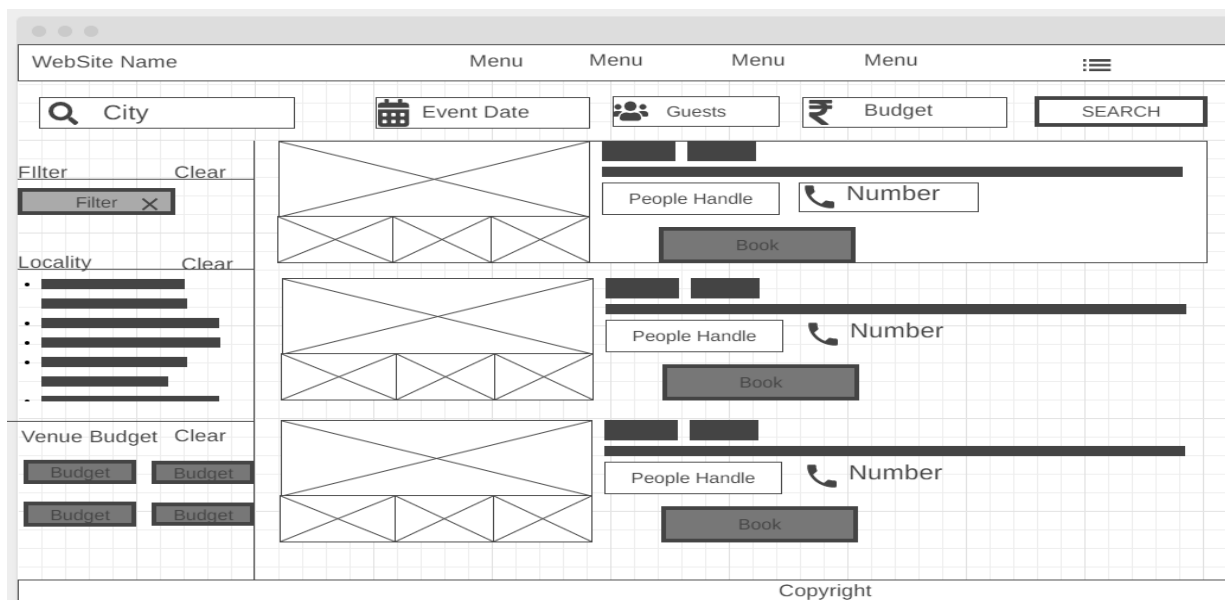 WebSite Name Menu Menu Menu Menu
City Event Date Guests ₹ Budget SEARCH
FIlter Clear
Filter
People Handle Number
Book
Locality Clear
People Handle Number
Book
Venue Budget Clear
Budget Budget
Budget Budget
People Handle Number
Book
Copyright